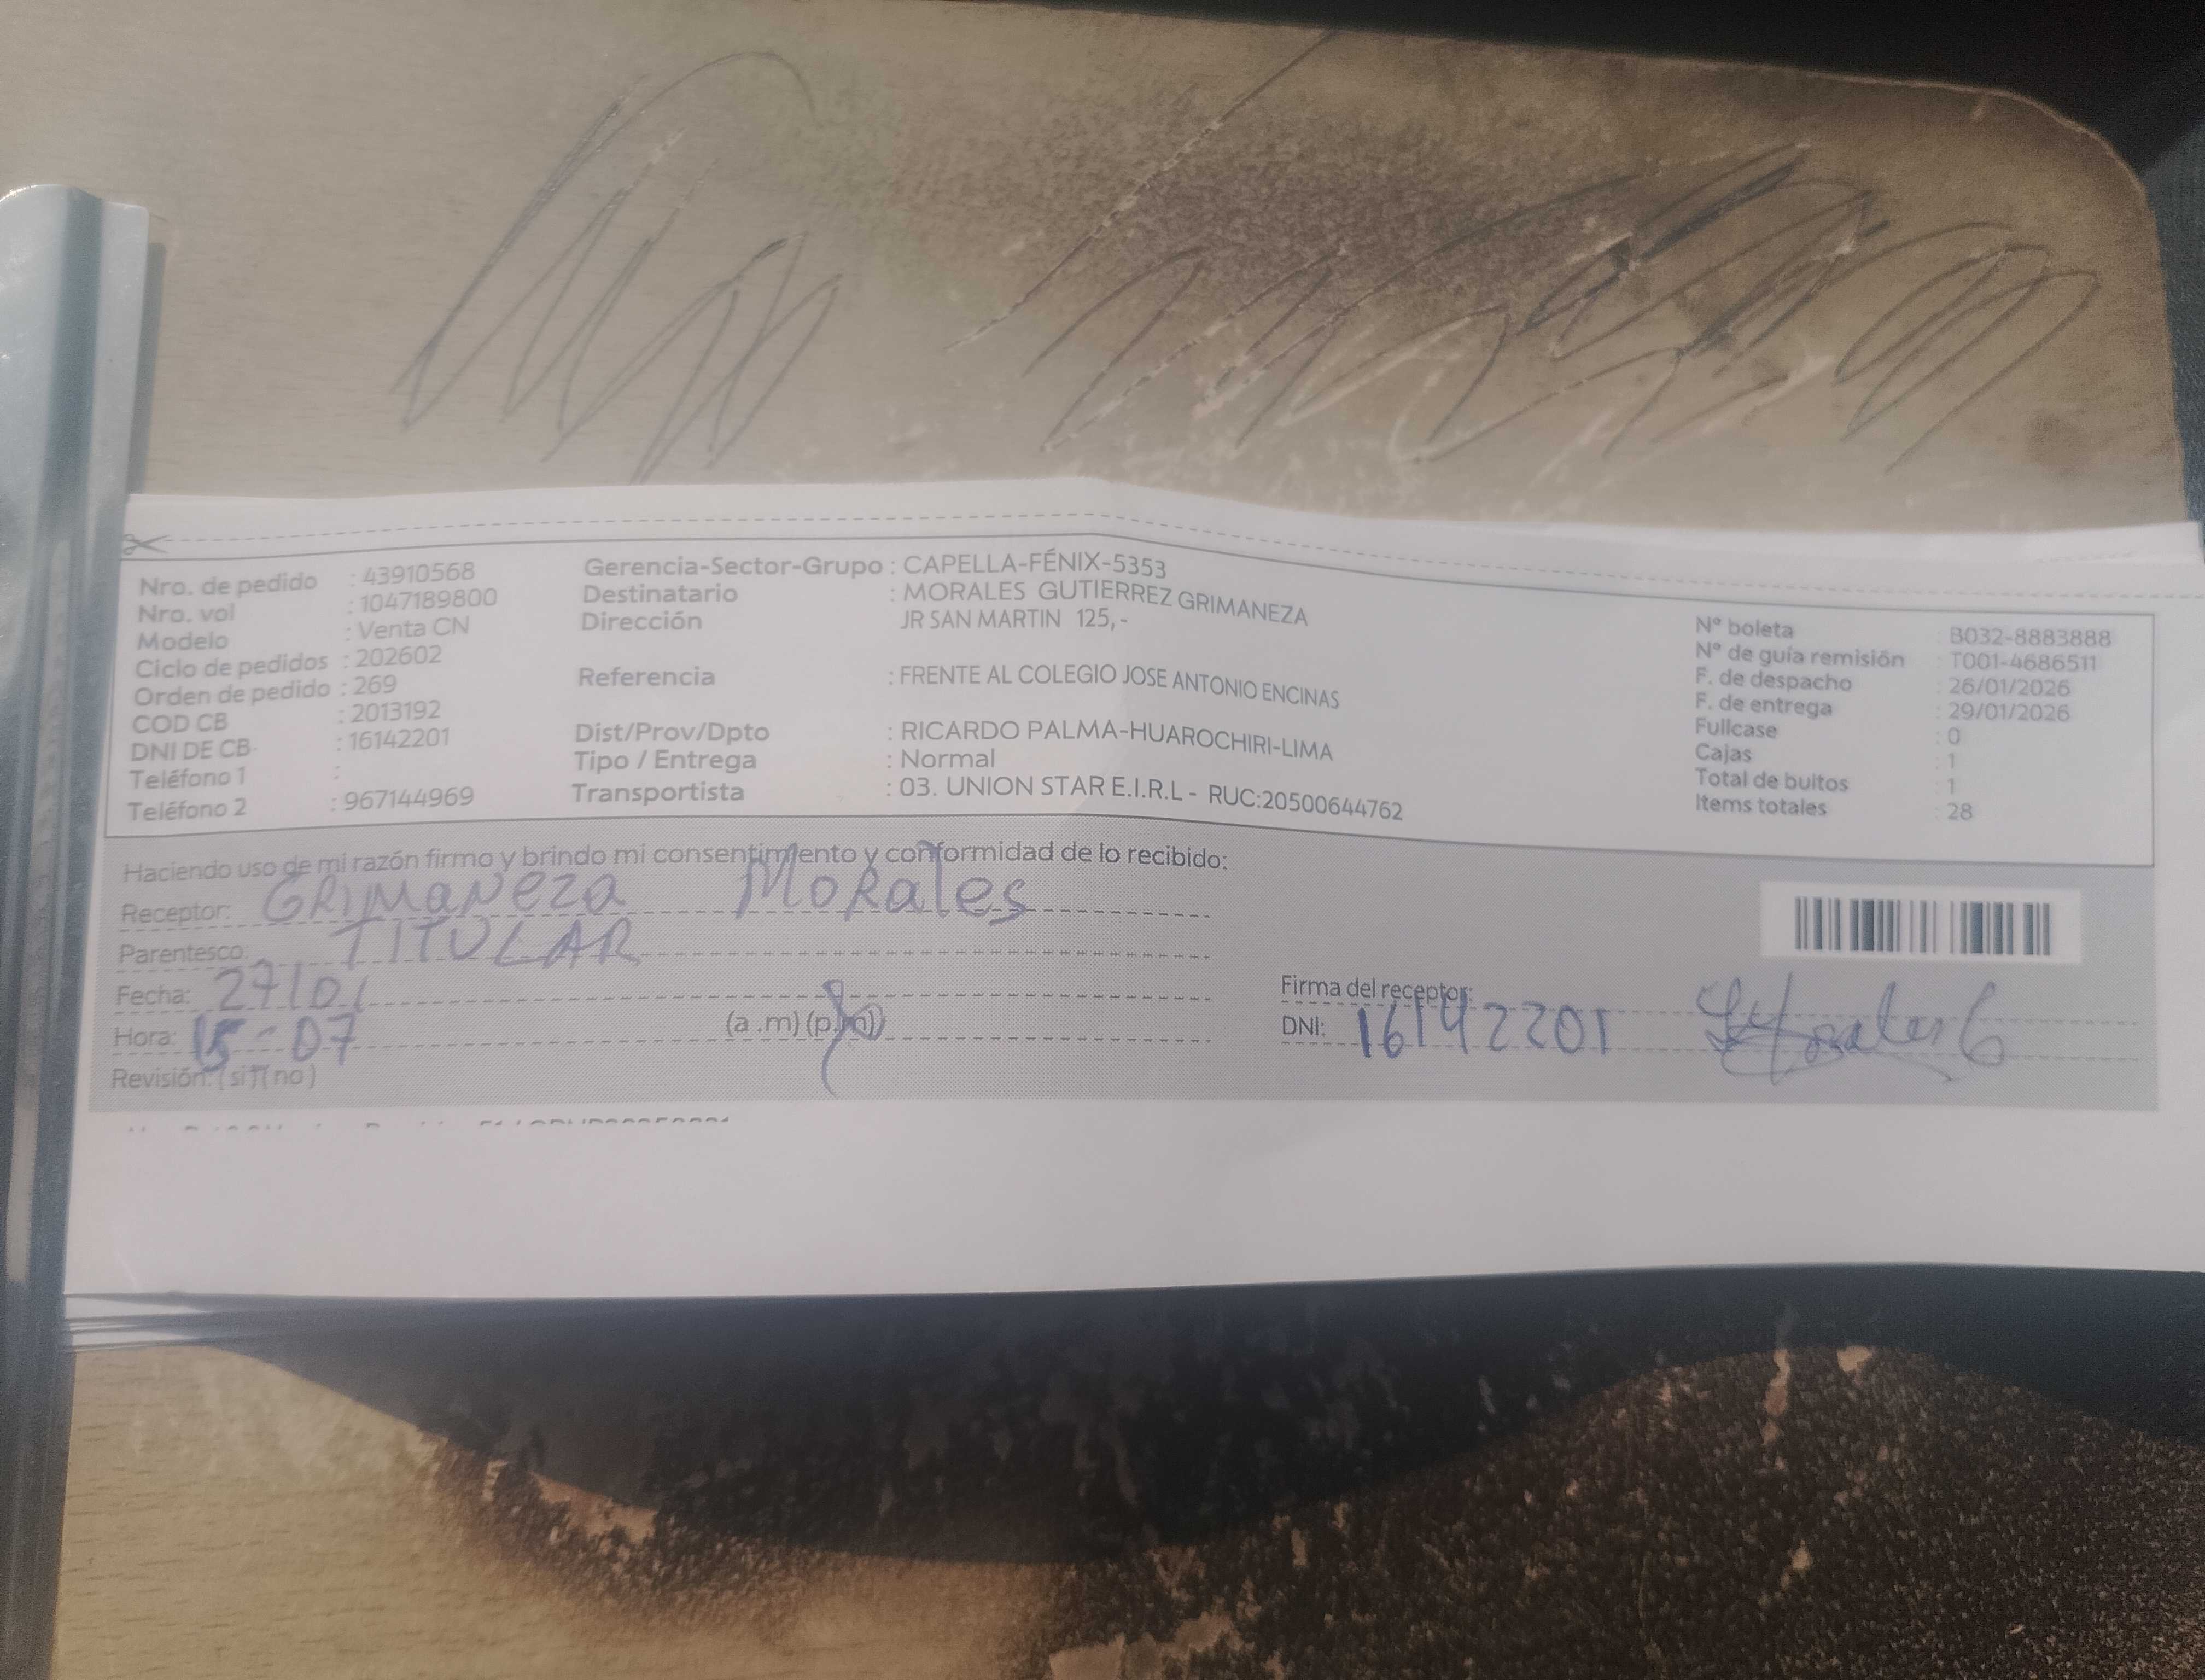 Nro. de pedido : 43910568
Nro. vol : 1047189800
Modelo : Venta CN
Ciclo de pedidos : 202602
Orden de pedido : 269
COD CB : 2013192
DNI DE CB : 16142201
Teléfono 1 :
Teléfono 2 : 967144969
Gerencia-Sector-Grupo : CAPELLA-FÉNIX-5353
Destinatario : MORALES GUTIERREZ GRIMANEZA
Dirección JR SAN MARTIN 125,-
Referencia : FRENTE AL COLEGIO JOSE ANTONIO ENCINAS
Dist/Prov/Dpto : RICARDO PALMA-HUAROCHIRI-LIMA
Tipo / Entrega : Normal
Transportista : 03. UNION STAR E.I.R.L - RUC:20500644762
N° boleta : B032-8883888
N° de guía remisión : T001-4686511
F. de despacho : 26/01/2026
F. de entrega : 29/01/2026
Fullcase : 0
Cajas : 1
Total de bultos : 1
Items totales : 28
Haciendo uso de mi razón firmo y brindo mi consentimiento y conformidad de lo recibido:
Receptor: GRIMANEZA MORALES
Parentesco: TITULAR
Fecha: 27/01
Hora: 15-07 (a.m) (p.m)
Revisión: (si) (no)
Firma del receptor:
DNI: 16142201 Morales G